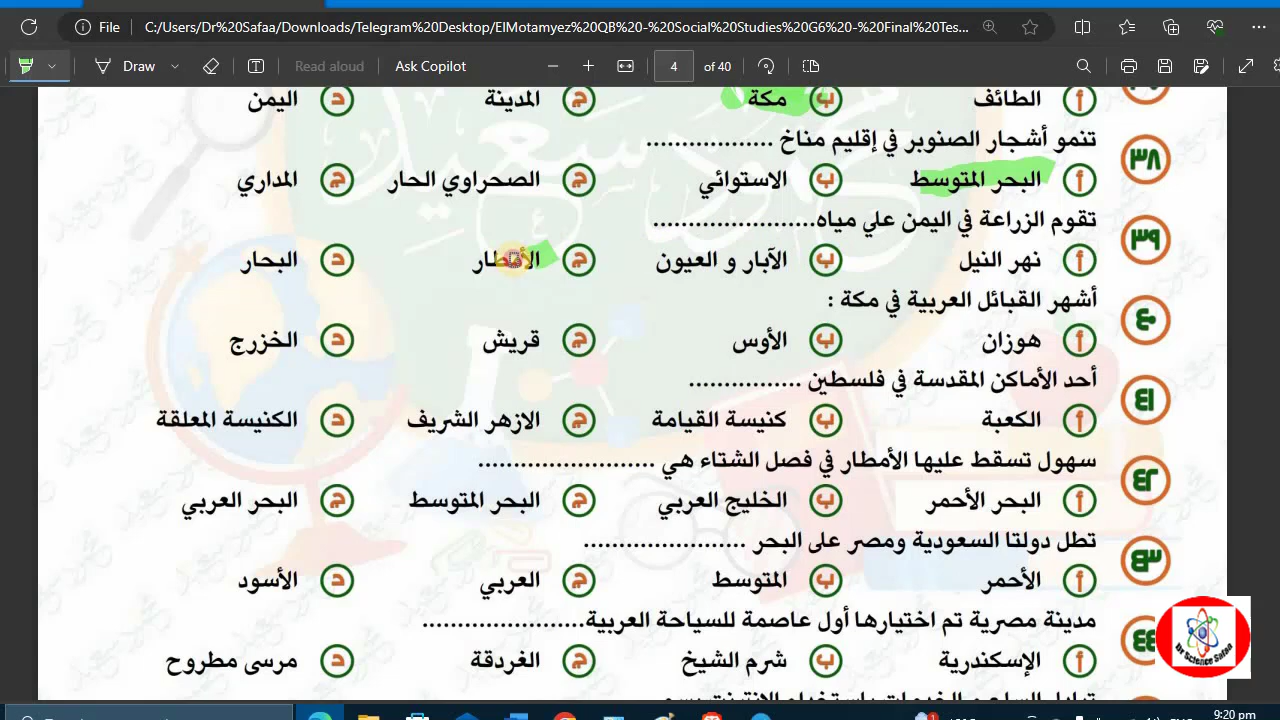 File C:/Users/Dr%20Safaa/Downloads/Telegram%20Desktop/ElMotamyez%20QB%20-%20Social%20Studies%20G6%20-%20Final%20Tes...
Draw Read aloud Ask Copilot 4 of 40
أ الطائف ب مكة ج المدينة د اليمن
٣٨ تنمو أشجار الصنوبر في إقليم مناخ ..................
أ البحر المتوسط ب الاستوائي ج الصحراوي الحار ج المداري
٣٩ تقوم الزراعة في اليمن علي مياه.......................
أ نهر النيل ب الآبار و العيون ج الأمطار د البحار
٤٠ أشهر القبائل العربية في مكة :
أ هوزان ب الأوس ج قريش د الخزرج
٤١ أحد الأماكن المقدسة في فلسطين ................
أ الكعبة ب كنيسة القيامة ج الازهر الشريف د الكنيسة المعلقة
٤٢ سهول تسقط عليها الأمطار في فصل الشتاء هي .........................
أ البحر الأحمر ب الخليج العربي ج البحر المتوسط ج البحر العربي
٤٣ تطل دولتا السعودية ومصر على البحر .......................
أ الأحمر ب المتوسط ج العربي د الأسود
٤٤ مدينة مصرية تم اختيارها أول عاصمة للسياحة العربية.......................
أ الإسكندرية ب شرم الشيخ ج الغردقة د مرسى مطروح
Dr Science Safaa
9:20 pm